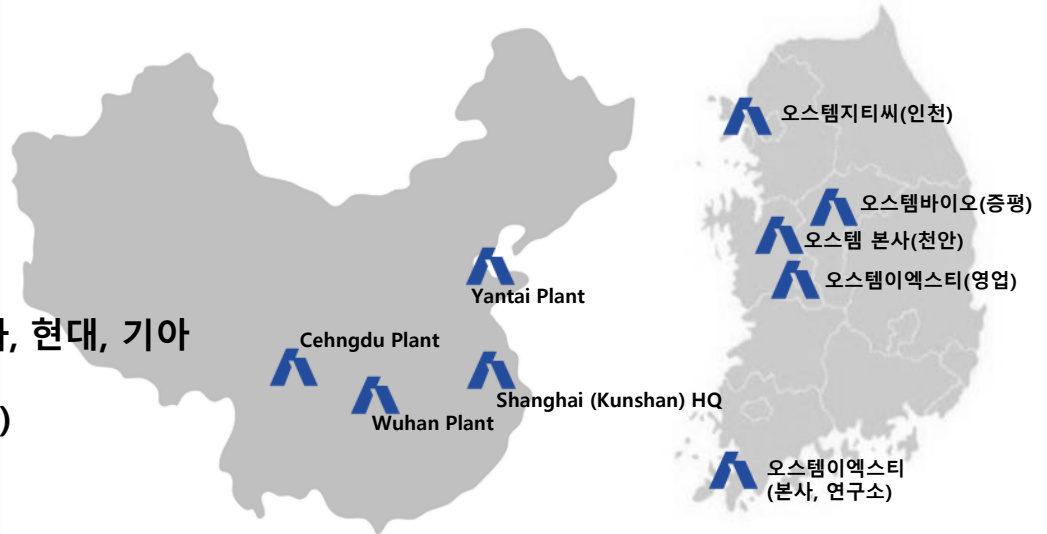 오스템지티씨(인천)
오스템바이오(증평)
오스템 본사(천안)
오스템이엑스티(영업)
Yantai Plant
, 현대, 기아
Cehngdu Plant
Shanghai (Kunshan) HQ
)
Wuhan Plant
오스템이엑스티
(본사, 연구소)